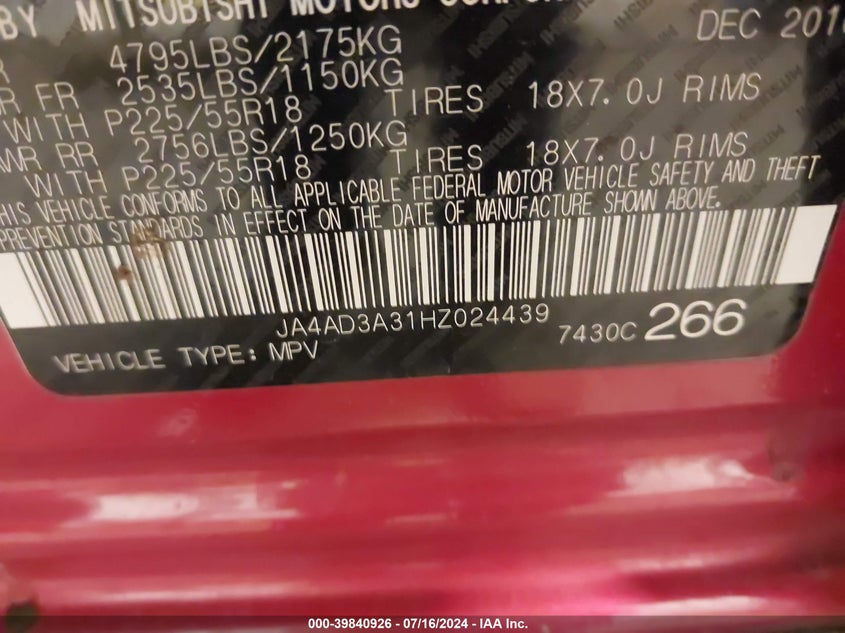 BY MITSUBISHI MOTORS
DEC 201
4795LBS/2175KG
FR 2535LBS/1150KG
WITH P225/55R18 TIRES 18X7.0J RIMS
RR 2756LBS/1250KG
WITH P225/55R18 TIRES 18X7.0J RIMS
THIS VEHICLE CONFORMS TO ALL APPLICABLE FEDERAL MOTOR VEHICLE SAFETY AND THEFT
PREVENTION STANDARDS IN EFFECT ON THE DATE OF MANUFACTURE SHOWN ABOVE.
JA4AD3A31HZ024439
7430C 266
VEHICLE TYPE: MPV
000-39840926 - 07/16/2024 - IAA Inc.